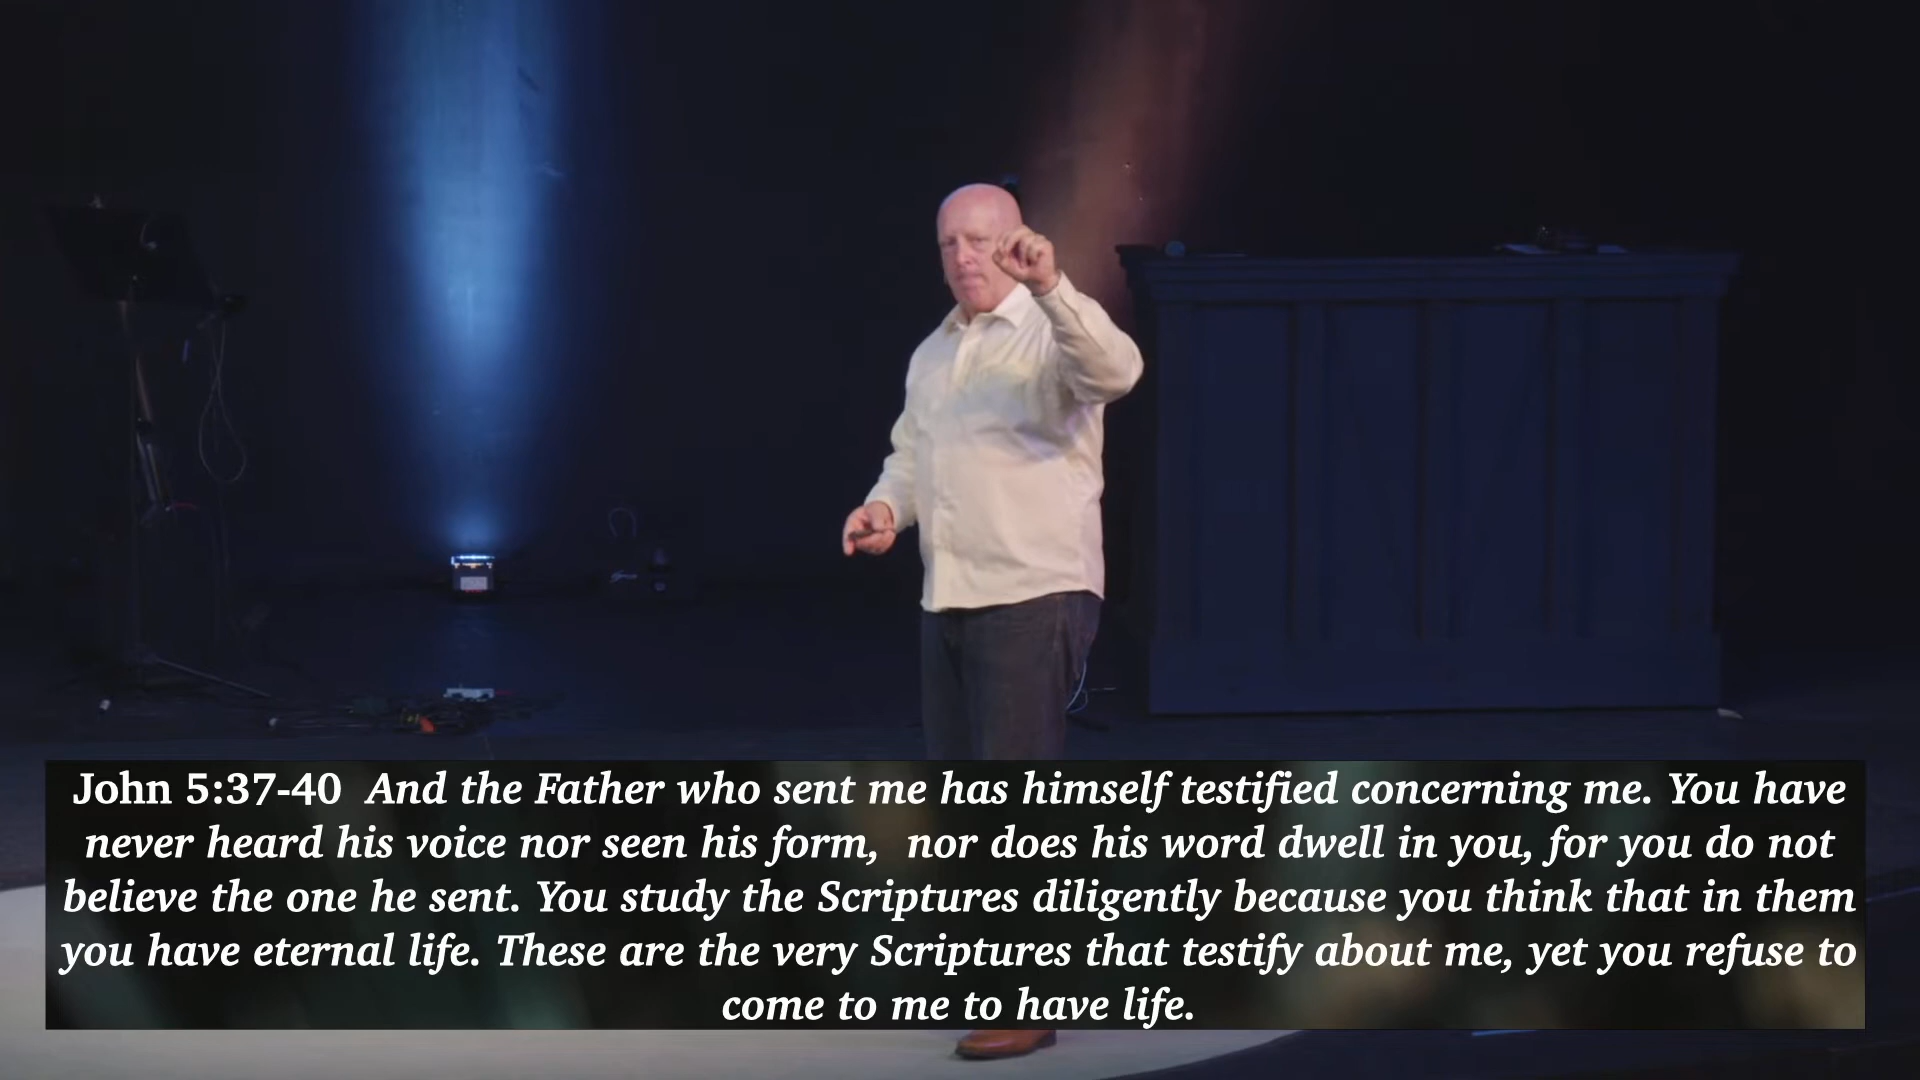 John 5:37-40  And the Father who sent me has himself testified concerning me. You have
never heard his voice nor seen his form,  nor does his word dwell in you, for you do not
believe the one he sent. You study the Scriptures diligently because you think that in them
you have eternal life. These are the very Scriptures that testify about me, yet you refuse to
come to me to have life.